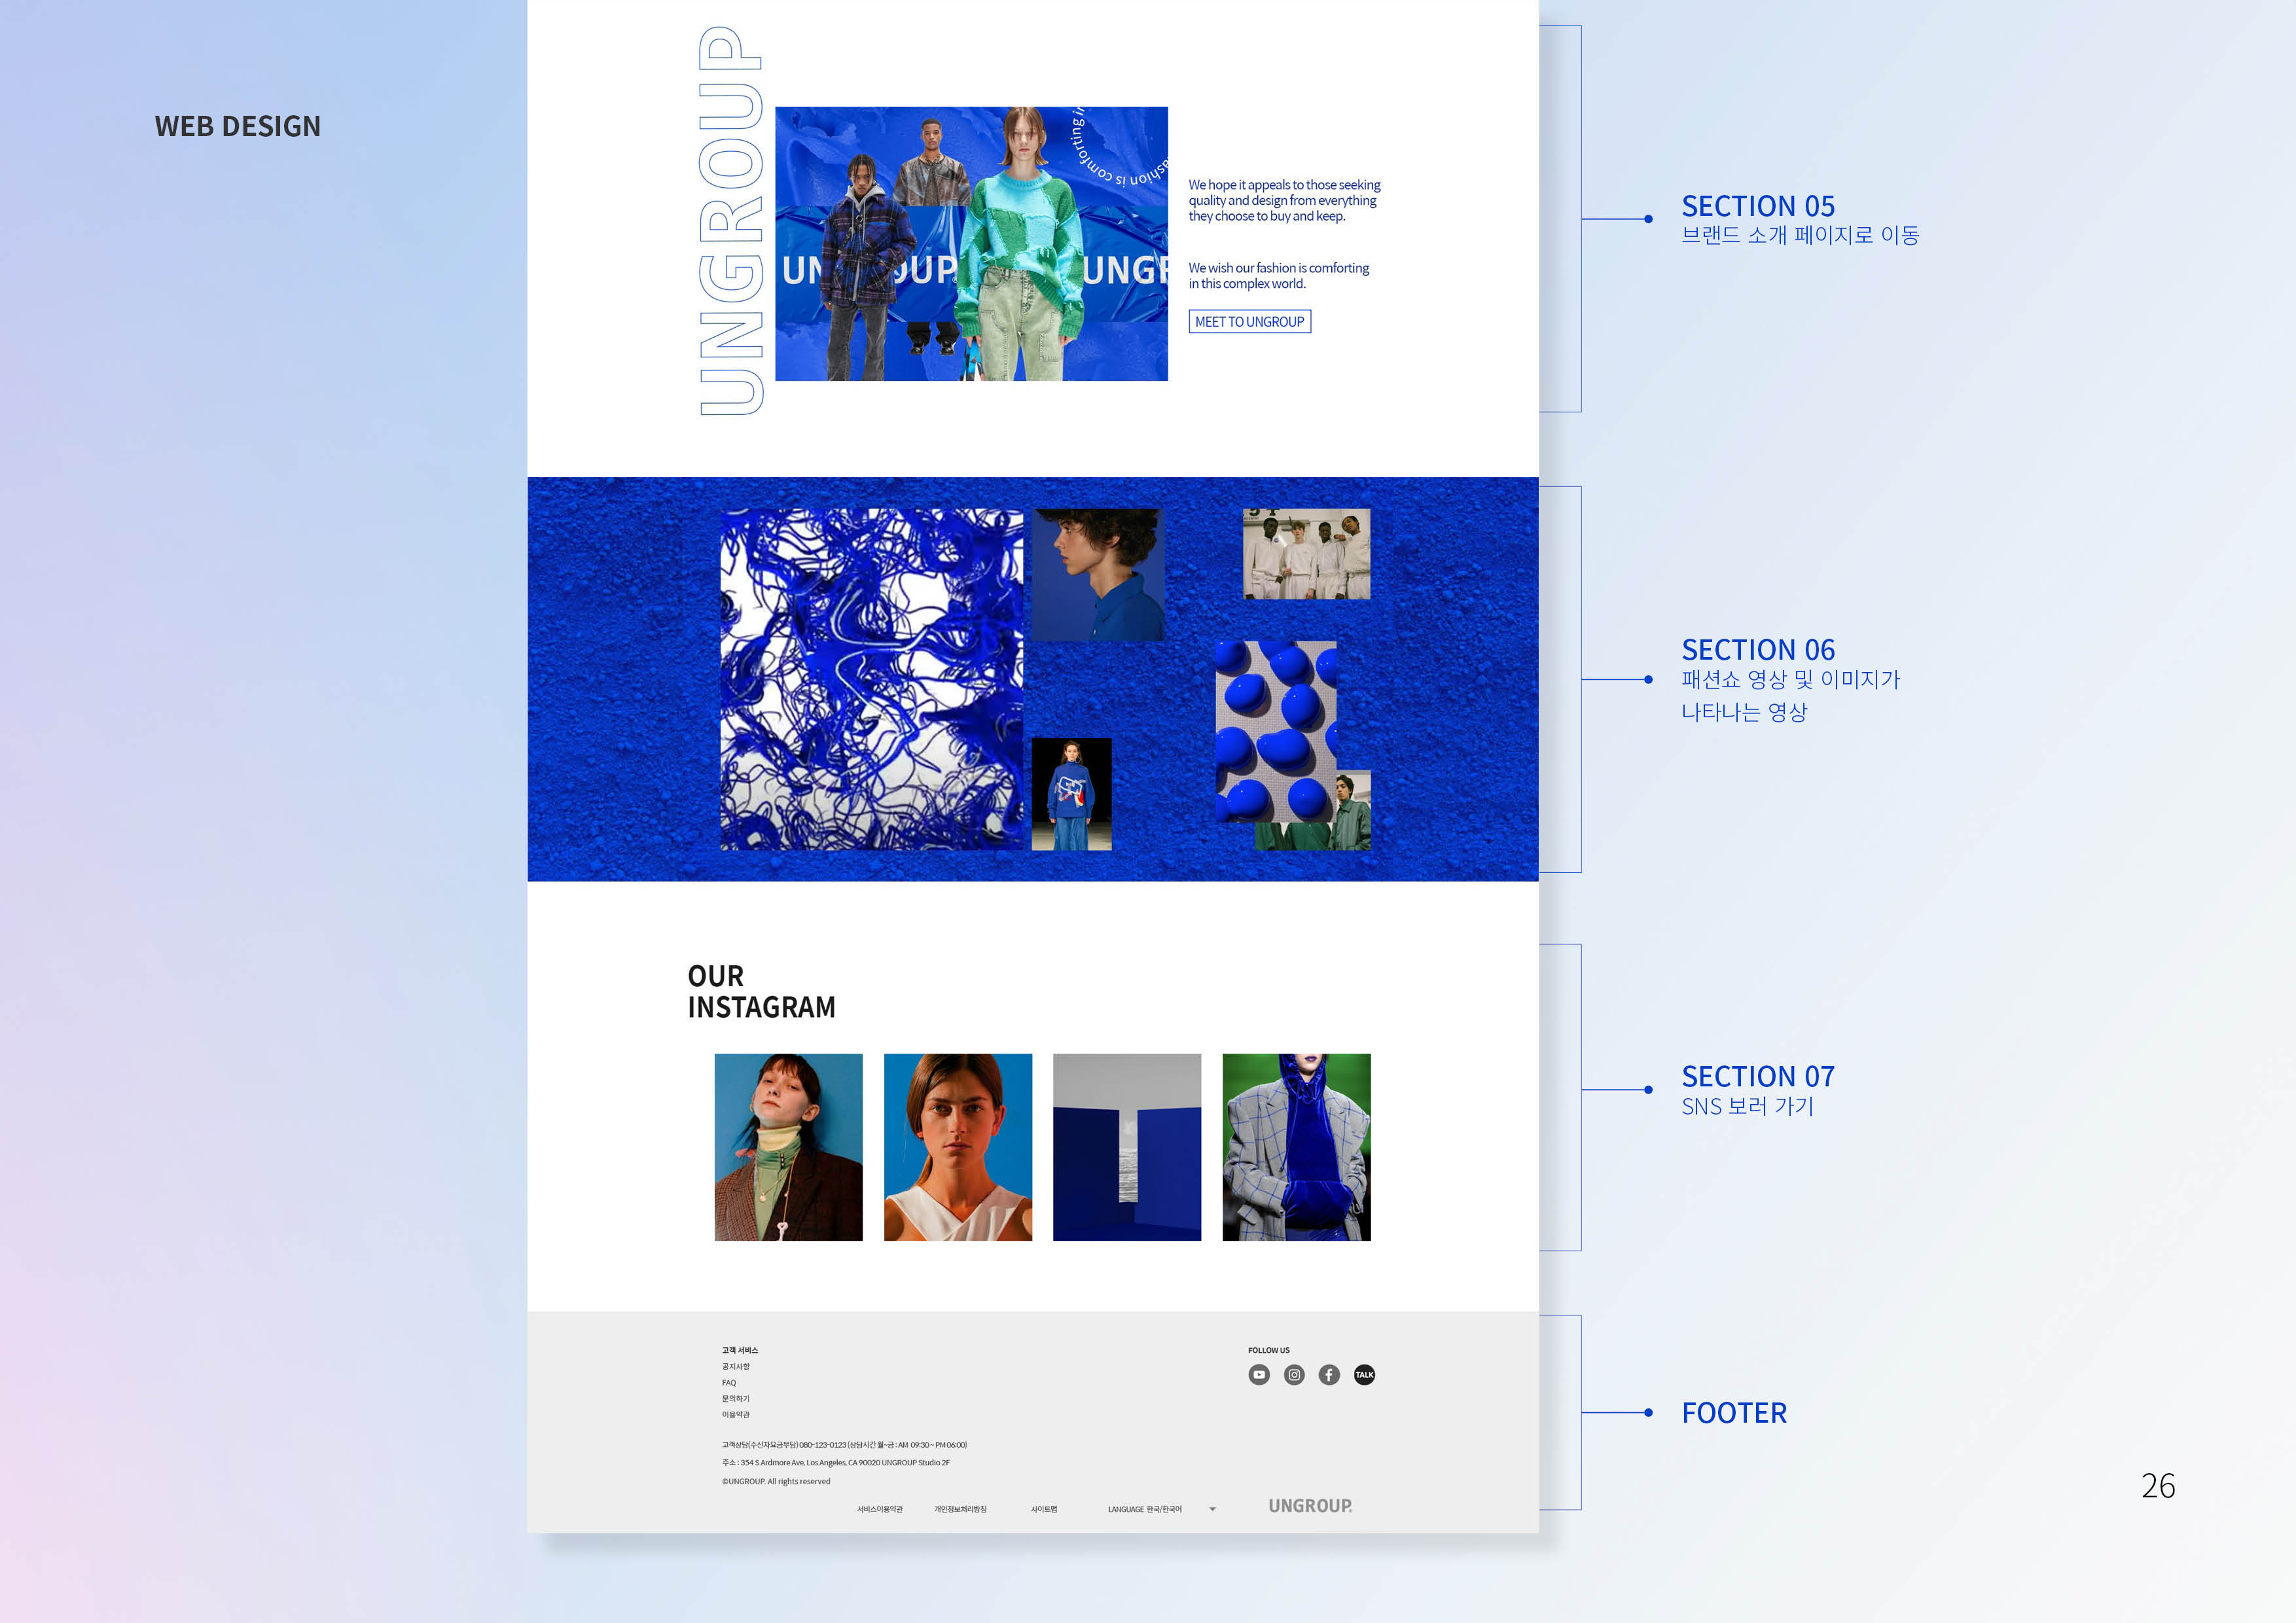 WEB DESIGN
UNGROUP
fashion is comforting in
UNGROUP
UNGR
We hope it appeals to those seeking
quality and design from everything
they choose to buy and keep.
We wish our fashion is comforting
in this complex world.
MEET TO UNGROUP
SECTION 05
브랜드 소개 페이지로 이동
SECTION 06
패션쇼 영상 및 이미지가
나타나는 영상
OUR
INSTAGRAM
SECTION 07
SNS 보러 가기
고객 서비스
공지사항
FAQ
문의하기
이용약관
FOLLOW US
TALK
고객상담(수신자요금부담) 080-123-0123 (상담시간 월~금 : AM 09:30 ~ PM 06:00)
주소 : 354 S Ardmore Ave, Los Angeles, CA 90020 UNGROUP Studio 2F
©UNGROUP. All rights reserved
서비스이용약관 개인정보처리방침 사이트맵 LANGUAGE 한국/한국어 UNGROUP.
FOOTER
26